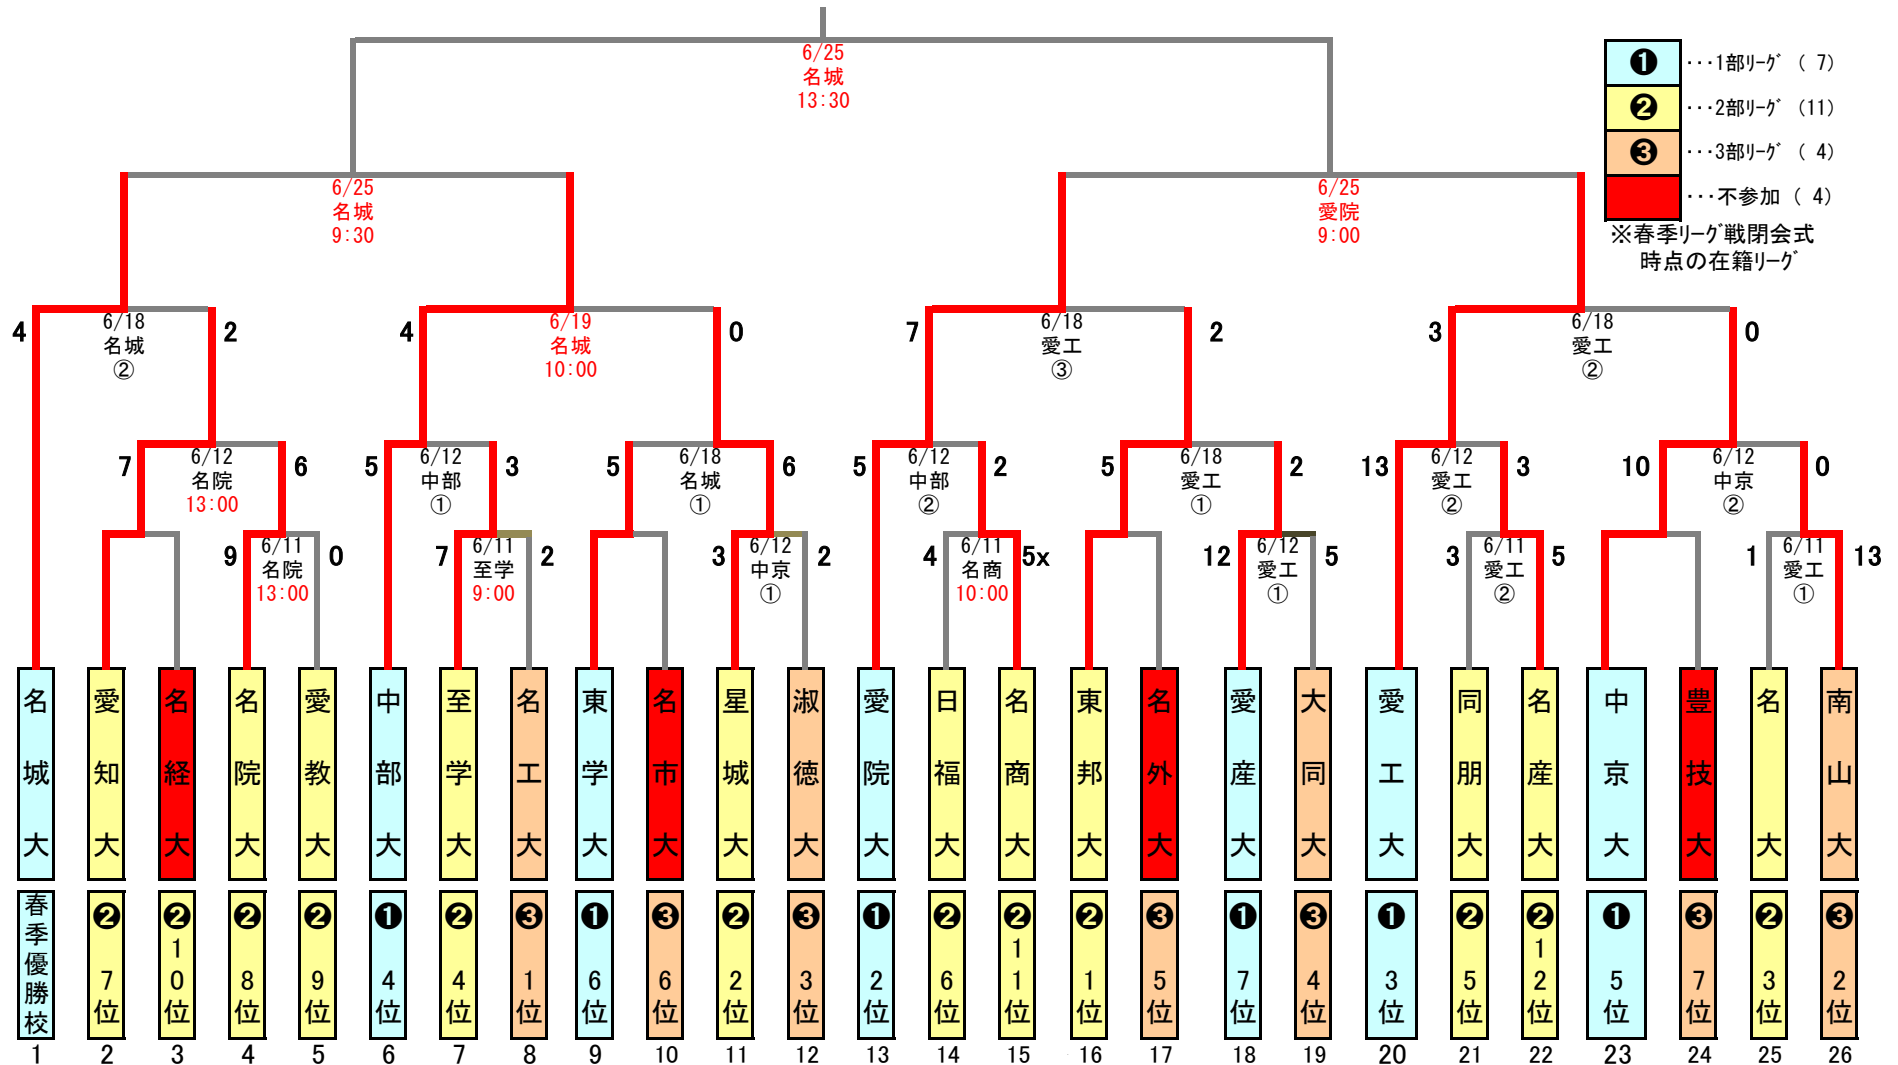 6/25
名城
13:30
❶ ・・・1部ﾘｰｸﾞ ( 7)
❷ ・・・2部ﾘｰｸﾞ (11)
❸ ・・・3部ﾘｰｸﾞ ( 4)
・・・不参加 ( 4)
※春季ﾘｰｸﾞ戦閉会式
時点の在籍ﾘｰｸﾞ
6/25
名城
9:30
6/25
愛院
9:00
4
6/18
名城
②
2
4
6/19
名城
10:00
0
7
6/18
愛工
③
2
3
6/18
愛工
②
0
7
6/12
名院
13:00
6
5
6/12
中部
①
3
5
6/18
名城
①
6
5
6/12
中部
②
2
5
6/18
愛工
①
2
13
6/12
愛工
②
3
10
6/12
中京
②
0
9
6/11
名院
13:00
0
7
6/11
至学
9:00
2
3
6/12
中京
①
2
4
6/11
名商
10:00
5x
12
6/12
愛工
①
5
3
6/11
愛工
②
5
1
6/11
愛工
①
13
名城大
愛知大
名経大
名院大
愛教大
中部大
至学大
名工大
東学大
名市大
星城大
淑徳大
愛院大
日福大
名商大
東邦大
名外大
愛産大
大同大
愛工大
同朋大
名産大
中京大
豊技大
名大
南山大
春季優勝校
❷7位
❷10位
❷8位
❷9位
❶4位
❷4位
❸1位
❶6位
❸6位
❷2位
❸3位
❶2位
❷6位
❷11位
❷1位
❸5位
❶7位
❸4位
❶3位
❷5位
❷12位
❶5位
❸7位
❷3位
❸2位
1 2 3 4 5 6 7 8 9 10 11 12 13 14 15 16 17 18 19 20 21 22 23 24 25 26